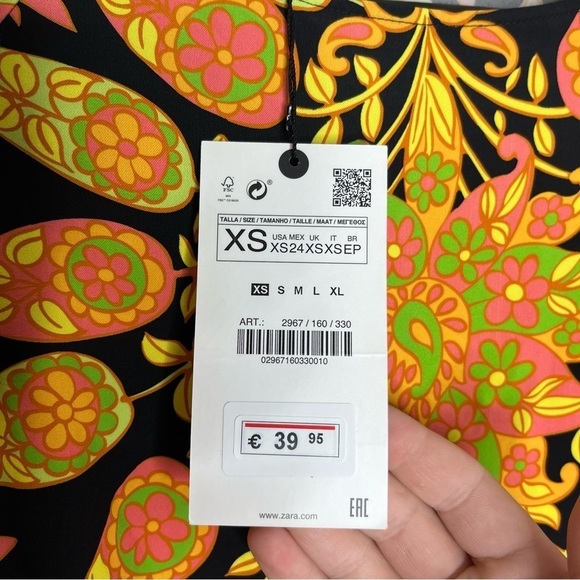 FSC
TALLA / SIZE / TAMANHO / TAILLE / MAAT / ΜΕΓΕΘΟΣ
XS
USA MEX UK IT BR
XS 24 XS XS EP
XS S M L XL
ART.: 2967 / 160 / 330
02967160330010
€ 39 95
www.zara.com
EAC